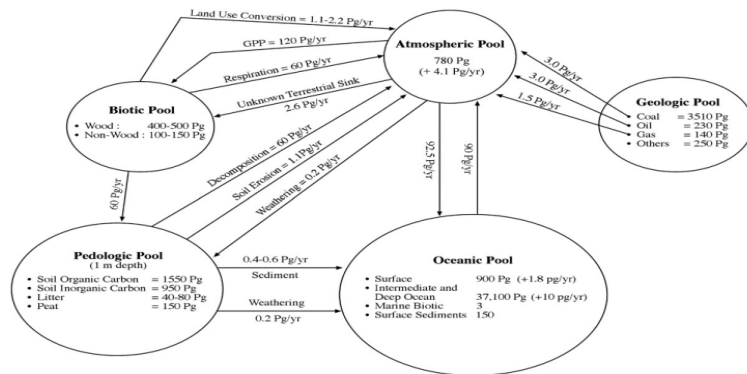 Land Use Conversion = 1.1-2.2 Pg/yr
GPP = 120 Pg/yr
Respiration = 60 Pg/yr
Unknown Terrestrial Sink
2.6 Pg/yr
Atmospheric Pool
780 Pg
(+ 4.1 Pg/yr)
3.0 Pg/yr
3.0 Pg/yr
1.5 Pg/yr
Geologic Pool
• Coal = 3510 Pg
• Oil = 230 Pg
• Gas = 140 Pg
• Others = 250 Pg
Biotic Pool
• Wood : 400-500 Pg
• Non-Wood : 100-150 Pg
60 Pg/yr
Decomposition = 60 Pg/yr
Soil Erosion = 1.1Pg/yr
Weathering = 0.2 Pg/yr
92.5 Pg/yr
90 Pg/yr
Pedologic Pool
(1 m depth)
• Soil Organic Carbon = 1550 Pg
• Soil Inorganic Carbon = 950 Pg
• Litter = 40-80 Pg
• Peat = 150 Pg
0.4-0.6 Pg/yr
Sediment
Weathering
0.2 Pg/yr
Oceanic Pool
• Surface 900 Pg (+1.8 pg/yr)
• Intermediate and
Deep Ocean 37,100 Pg (+10 pg/yr)
• Marine Biotic 3
• Surface Sediments 150